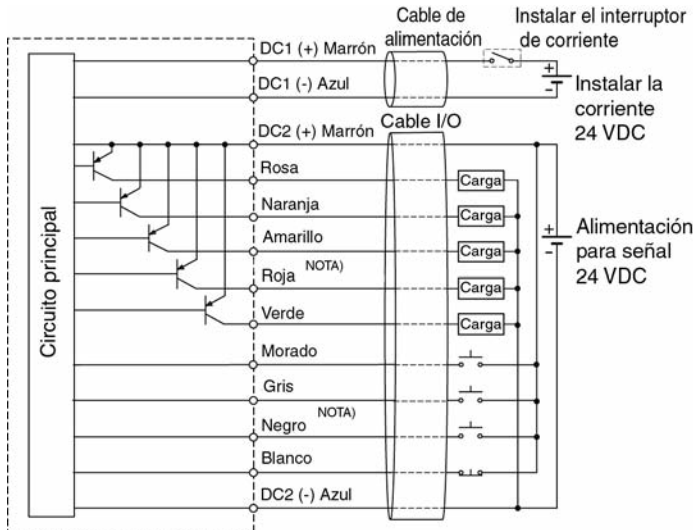 Cable de
alimentación
Instalar el interruptor
de corriente
DC1 (+) Marrón
DC1 (-) Azul
+
-
Instalar la
corriente
24 VDC
DC2 (+) Marrón
Cable I/O
Rosa
Carga
Naranja
Carga
Amarillo
Carga
Roja NOTA)
Carga
Verde
Carga
+
-
Alimentación
para señal
24 VDC
Circuito principal
Morado
Gris
Negro NOTA)
Blanco
DC2 (-) Azul